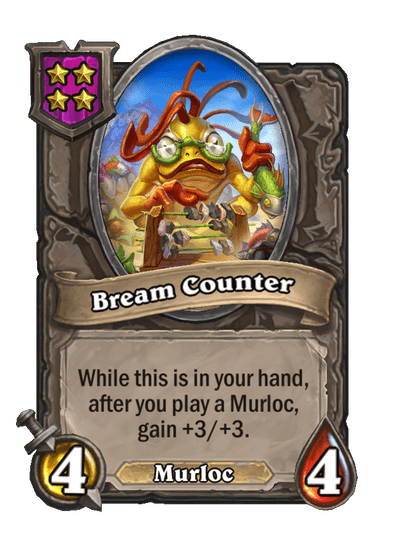 Bream Counter
While this is in your hand,
after you play a Murloc,
gain +3/+3.
4
Murloc
4